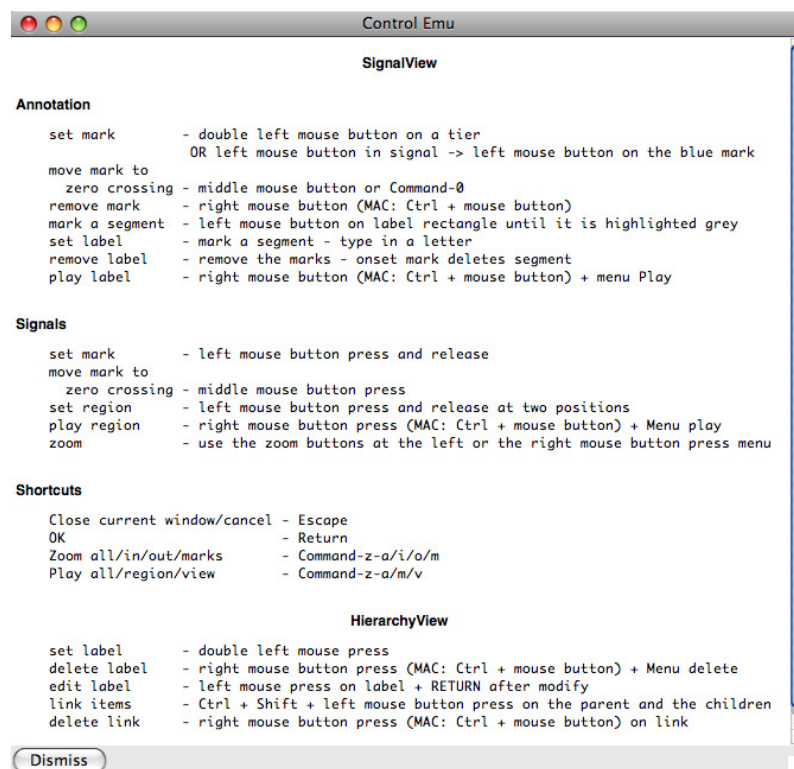 Control Emu
SignalView
Annotation
set mark - double left mouse button on a tier
OR left mouse button in signal -> left mouse button on the blue mark
move mark to
zero crossing - middle mouse button or Command-0
remove mark - right mouse button (MAC: Ctrl + mouse button)
mark a segment - left mouse button on label rectangle until it is highlighted grey
set label - mark a segment - type in a letter
remove label - remove the marks - onset mark deletes segment
play label - right mouse button (MAC: Ctrl + mouse button) + menu Play
Signals
set mark - left mouse button press and release
move mark to
zero crossing - middle mouse button press
set region - left mouse button press and release at two positions
play region - right mouse button press (MAC: Ctrl + mouse button) + Menu play
zoom - use the zoom buttons at the left or the right mouse button press menu
Shortcuts
Close current window/cancel - Escape
OK - Return
Zoom all/in/out/marks - Command-z-a/i/o/m
Play all/region/view - Command-z-a/m/v
HierarchyView
set label - double left mouse press
delete label - right mouse button press (MAC: Ctrl + mouse button) + Menu delete
edit label - left mouse press on label + RETURN after modify
link items - Ctrl + Shift + left mouse button press on the parent and the children
delete link - right mouse button press (MAC: Ctrl + mouse button) on link
Dismiss